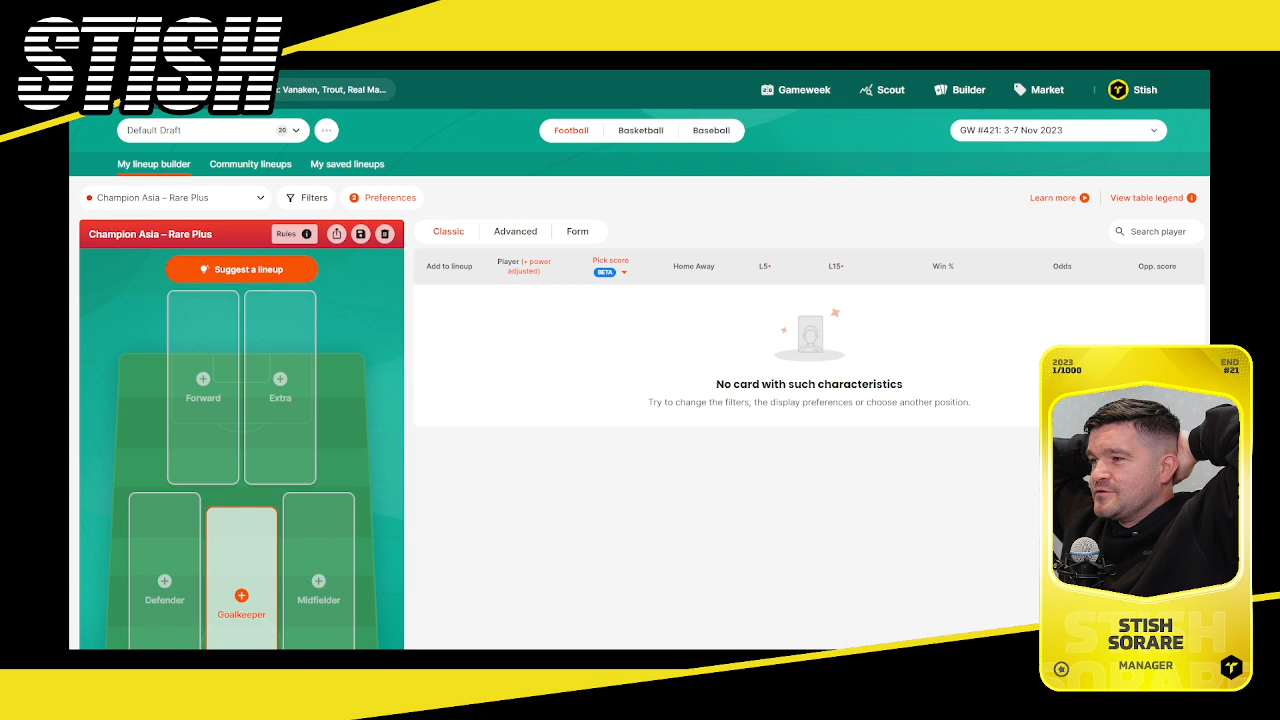 STISH
: Vanaken, Trout, Real Ma...
Gameweek
Scout
Builder
Market
Stish
Default Draft
20
Football
Basketball
Baseball
GW #421: 3-7 Nov 2023
My lineup builder
Community lineups
My saved lineups
Champion Asia – Rare Plus
Filters
2
Preferences
Learn more
View table legend
Champion Asia – Rare Plus
Rules
Classic
Advanced
Form
Search player
Suggest a lineup
Add to lineup
Player (• power
adjusted)
Pick score
BETA
Home Away
L5•
L15•
Win %
Odds
Opp. score
No card with such characteristics
Try to change the filters, the display preferences or choose another position.
Forward
Extra
Defender
Goalkeeper
Midfielder
2023
1/1000
END
#21
STISH
SORARE
MANAGER